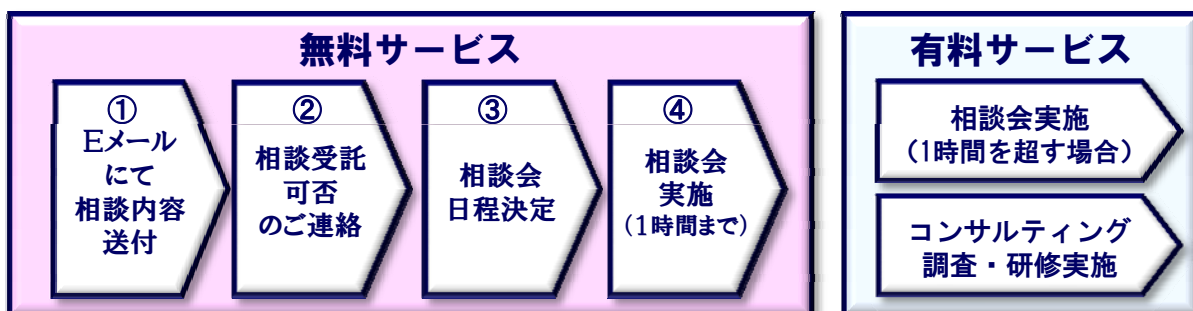 無料サービス
①
Eメール
にて
相談内容
送付
②
相談受託
可否
のご連絡
③
相談会
日程決定
④
相談会
実施
(1時間まで)
有料サービス
相談会実施
(1時間を超す場合)
コンサルティング
調査・研修実施